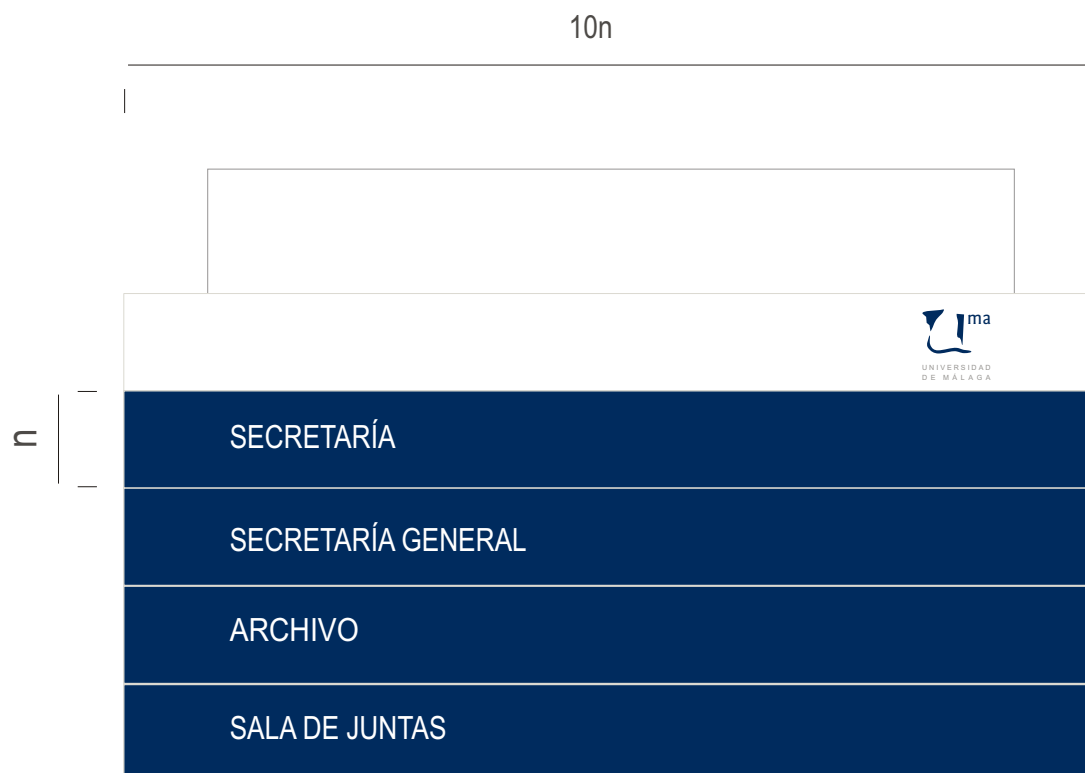 10n
ma
UNIVERSIDAD
DE MÁLAGA
n
SECRETARÍA
SECRETARÍA GENERAL
ARCHIVO
SALA DE JUNTAS